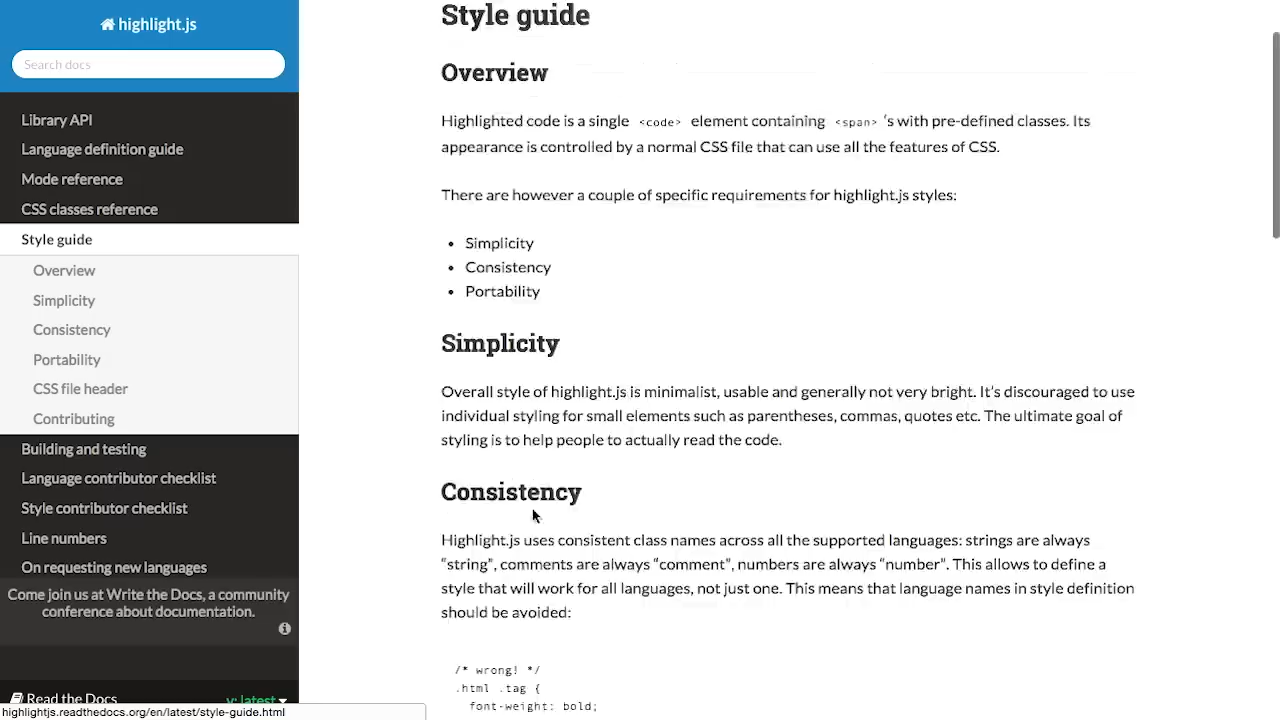 highlight.js
Search docs
Library API
Language definition guide
Mode reference
CSS classes reference
Style guide
Overview
Simplicity
Consistency
Portability
CSS file header
Contributing
Building and testing
Language contributor checklist
Style contributor checklist
Line numbers
On requesting new languages
Come join us at Write the Docs, a community
conference about documentation.
Read the Docs
v: latest
highlightjs.readthedocs.org/en/latest/style-guide.html
Style guide
Overview
Highlighted code is a single <code> element containing <span> 's with pre-defined classes. Its
appearance is controlled by a normal CSS file that can use all the features of CSS.
There are however a couple of specific requirements for highlight.js styles:
• Simplicity
• Consistency
• Portability
Simplicity
Overall style of highlight.js is minimalist, usable and generally not very bright. It's discouraged to use
individual styling for small elements such as parentheses, commas, quotes etc. The ultimate goal of
styling is to help people to actually read the code.
Consistency
Highlight.js uses consistent class names across all the supported languages: strings are always
“string”, comments are always “comment”, numbers are always “number”. This allows to define a
style that will work for all languages, not just one. This means that language names in style definition
should be avoided:
/* wrong! */
.html .tag {
font-weight: bold;